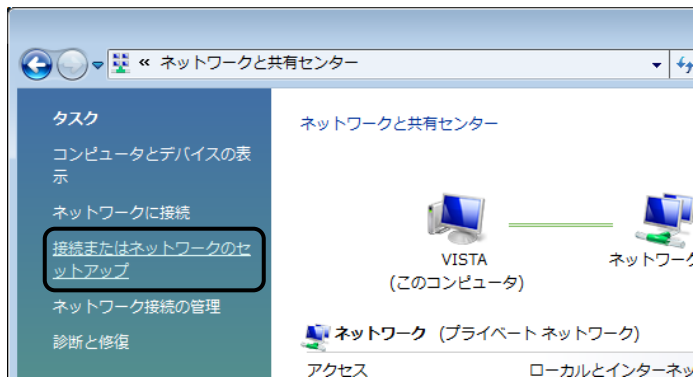 « ネットワークと共有センター
タスク
コンピュータとデバイスの表
示
ネットワークに接続
接続またはネットワークのセ
ットアップ
ネットワーク接続の管理
診断と修復
ネットワークと共有センター
VISTA
(このコンピュータ)
ネットワーク
ネットワーク (プライベート ネットワーク)
アクセス
ローカルとインターネッ